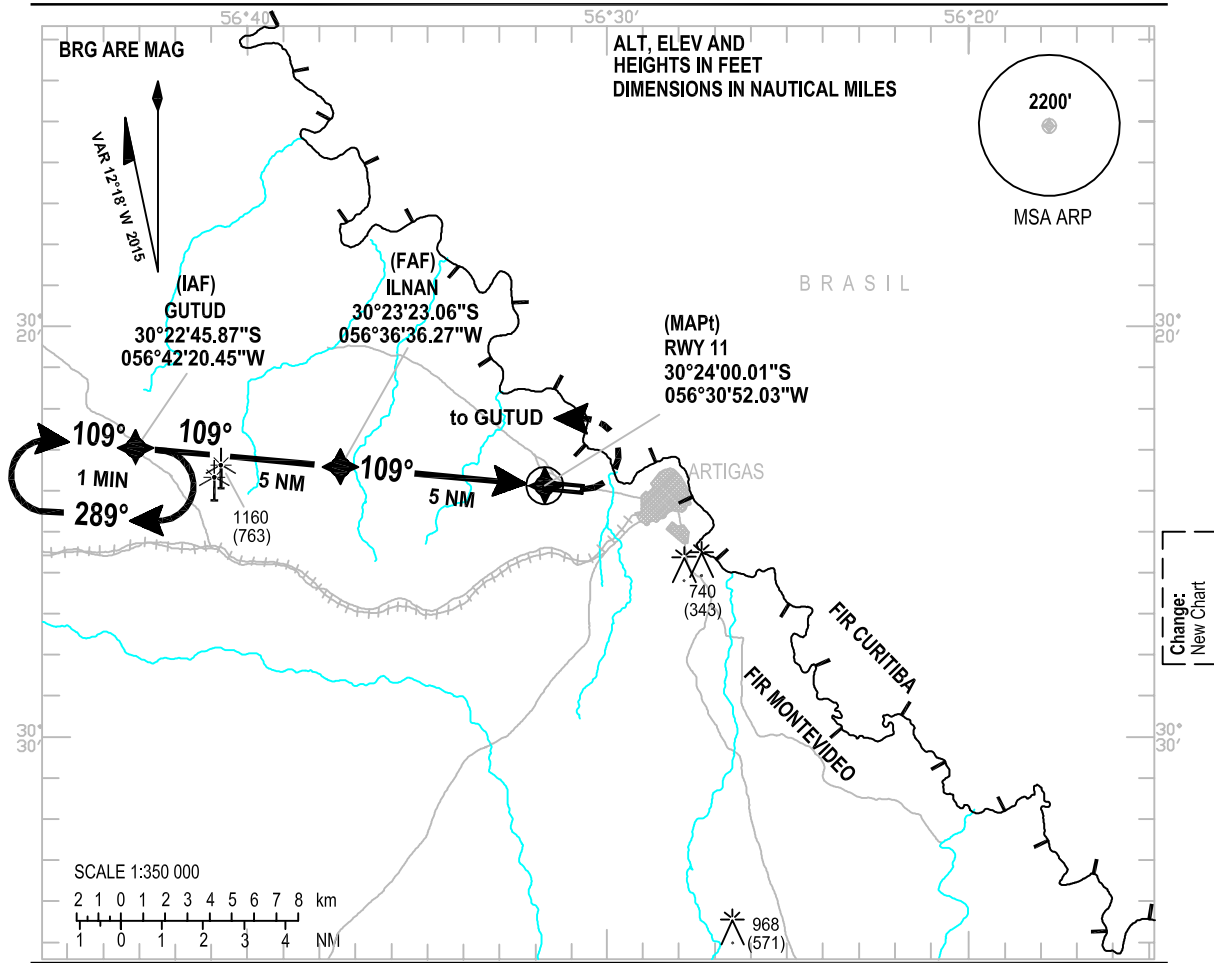 56°40′
56°30′
56°20′
BRG ARE MAG
ALT, ELEV AND
HEIGHTS IN FEET
DIMENSIONS IN NAUTICAL MILES
2200'
MSA ARP
VAR 12°18' W 2015
(IAF)
GUTUD
30°22'45.87"S
056°42'20.45"W
(FAF)
ILNAN
30°23'23.06"S
056°36'36.27"W
BRASIL
(MAPt)
RWY 11
30°24'00.01"S
056°30'52.03"W
30°
20′
30°
20′
to GUTUD
109°
109°
109°
1 MIN
5 NM
5 NM
289°
ARTIGAS
1160
(763)
740
(343)
FIR CURITIBA
FIR MONTEVIDEO
Change:
New Chart
30°
30′
30°
30′
SCALE 1:350 000
2 1 0 1 2 3 4 5 6 7 8 km
1 0 1 2 3 4 NM
968
(571)